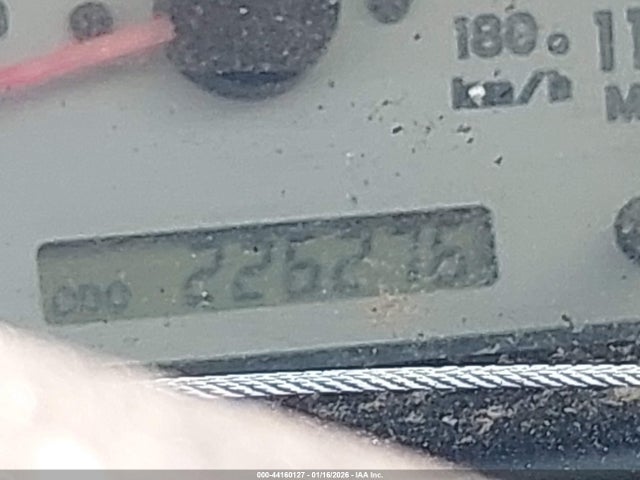 180
km/h
ODO 226276
000-44160127 - 01/16/2026 - IAA Inc.